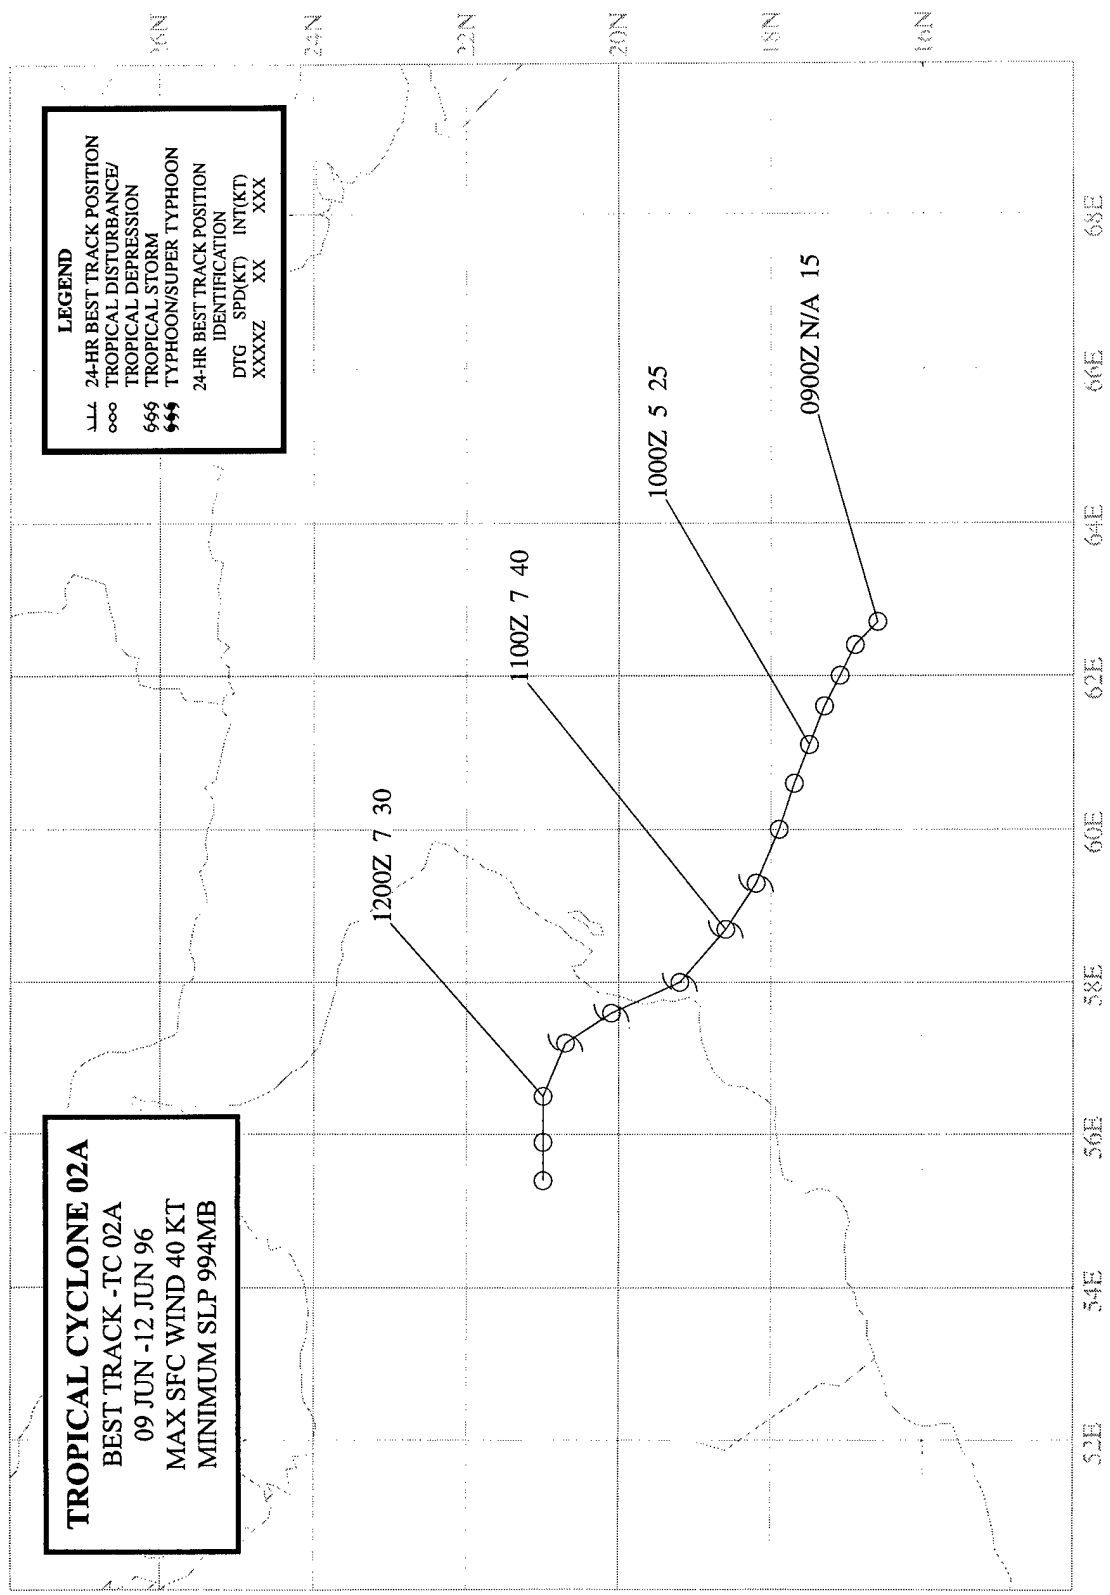 TROPICAL CYCLONE 02A
BEST TRACK -TC 02A
09 JUN -12 JUN 96
MAX SFC WIND 40 KT
MINIMUM SLP 994MB
LEGEND
24-HR BEST TRACK POSITION
TROPICAL DISTURBANCE/
TROPICAL DEPRESSION
TROPICAL STORM
TYPHOON/SUPER TYPHOON
24-HR BEST TRACK POSITION
IDENTIFICATION
DTG SPD(KT) INT(KT)
XXXXZ XX XXX
26N
24N
22N
20N
18N
16N
1200Z 7 30
1100Z 7 40
1000Z 5 25
0900Z N/A 15
52E 54E 56E 58E 60E 62E 64E 66E 68E